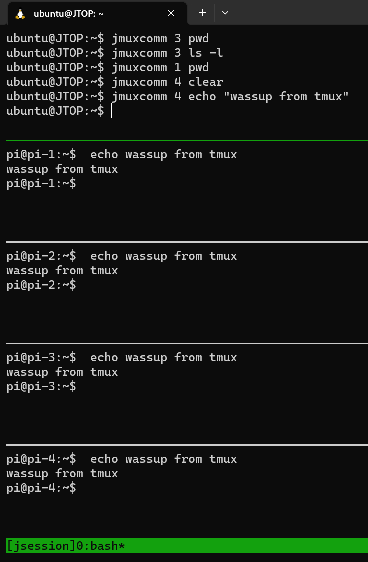 ubuntu@JTOP: ~
ubuntu@JTOP:~$ jmuxcomm 3 pwd
ubuntu@JTOP:~$ jmuxcomm 3 ls -l
ubuntu@JTOP:~$ jmuxcomm 1 pwd
ubuntu@JTOP:~$ jmuxcomm 4 clear
ubuntu@JTOP:~$ jmuxcomm 4 echo "wassup from tmux"
ubuntu@JTOP:~$
pi@pi-1:~$  echo wassup from tmux
wassup from tmux
pi@pi-1:~$
pi@pi-2:~$  echo wassup from tmux
wassup from tmux
pi@pi-2:~$
pi@pi-3:~$  echo wassup from tmux
wassup from tmux
pi@pi-3:~$
pi@pi-4:~$  echo wassup from tmux
wassup from tmux
pi@pi-4:~$
[jsession]0:bash*